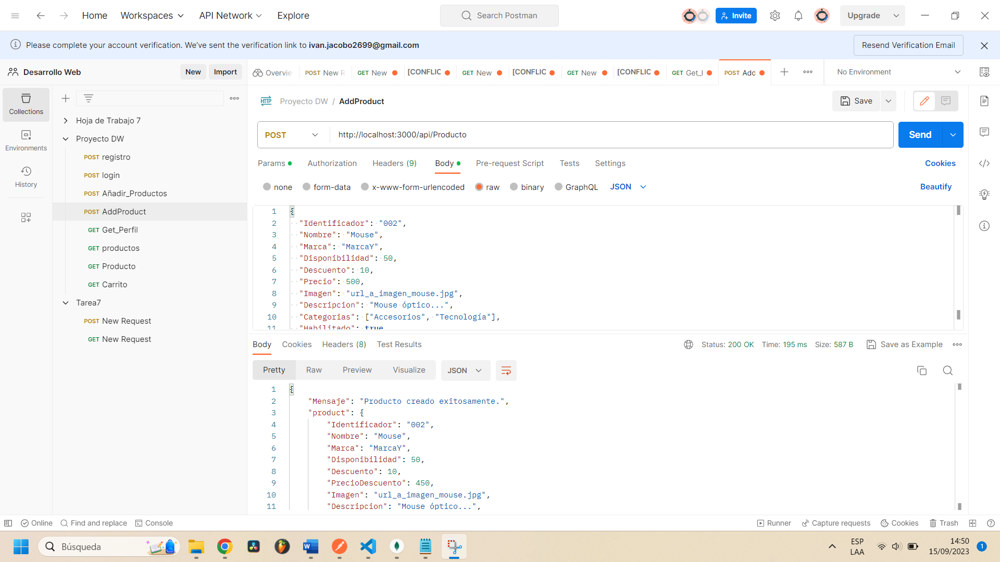 Home Workspaces API Network Explore Search Postman Invite Upgrade
Please complete your account verification. We've sent the verification link to ivan.jacobo2699@gmail.com Resend Verification Email
Desarrollo Web New Import Overvie POST New R GET New [CONFLIC GET New [CONFLIC GET New [CONFLIC GET Get_I POST Add No Environment
Collections
Environments
History
Hoja de Trabajo 7
Proyecto DW
POST registro
POST login
POST Añadir_Productos
POST AddProduct
GET Get_Perfil
GET productos
GET Producto
GET Carrito
Tarea7
POST New Request
GET New Request
HTTP Proyecto DW / AddProduct Save
POST http://localhost:3000/api/Producto Send
Params Authorization Headers (9) Body Pre-request Script Tests Settings Cookies
none form-data x-www-form-urlencoded raw binary GraphQL JSON Beautify
1 {
2 "Identificador": "002",
3 "Nombre": "Mouse",
4 "Marca": "MarcaY",
5 "Disponibilidad": 50,
6 "Descuento": 10,
7 "Precio": 500,
8 "Imagen": "url_a_imagen_mouse.jpg",
9 "Descripcion": "Mouse óptico...",
10 "Categorias": ["Accesorios", "Tecnología"],
11 "Habilitado": true
Body Cookies Headers (8) Test Results Status: 200 OK Time: 195 ms Size: 587 B Save as Example
Pretty Raw Preview Visualize JSON
1 {
2 "Mensaje": "Producto creado exitosamente.",
3 "product": {
4 "Identificador": "002",
5 "Nombre": "Mouse",
6 "Marca": "MarcaY",
7 "Disponibilidad": 50,
8 "Descuento": 10,
9 "PrecioDescuento": 450,
10 "Imagen": "url_a_imagen_mouse.jpg",
11 "Descripcion": "Mouse óptico...",
Online Find and replace Console Runner Capture requests Cookies Trash
Búsqueda
ESP
LAA
14:50
15/09/2023
1